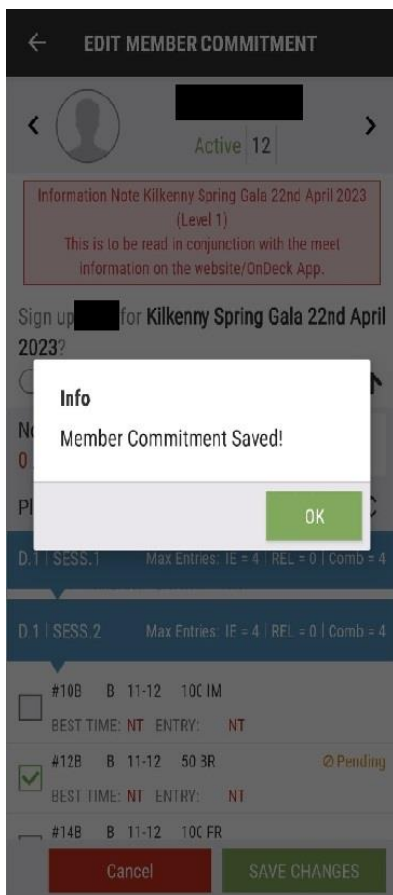 EDIT MEMBER COMMITMENT
Active 12
Information Note Kilkenny Spring Gala 22nd April 2023
(Level 1)
This is to be read in conjunction with the meet
information on the website/OnDeck App.
Sign up for Kilkenny Spring Gala 22nd April
2023?
Info
Member Commitment Saved!
0
OK
D.1 SESS.1 Max Entries: IE = 4 REL = 0 Comb = 4
D.1 SESS.2 Max Entries: IE = 4 REL = 0 Comb = 4
#10B B 11-12 100 IM
BEST TIME: NT ENTRY: NT
#12B B 11-12 50 BR Pending
BEST TIME: NT ENTRY: NT
#14B B 11-12 100 FR
Cancel SAVE CHANGES